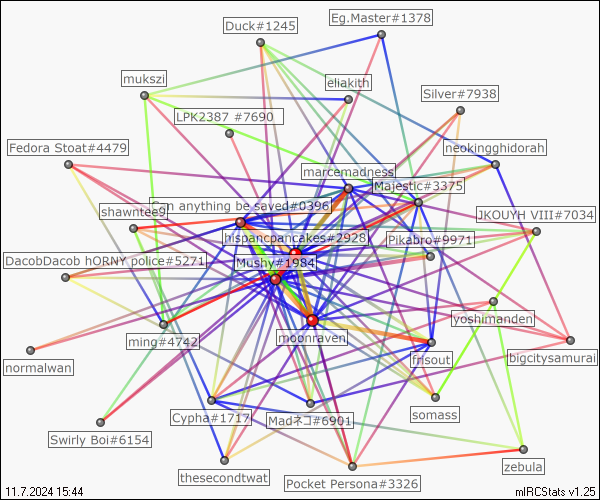 Eg.Master#1378
Duck#1245
mukszi
eliakith
Silver#7938
LPK2387 #7690
Fedora Stoat#4479
neokingghidorah
marcemadness
Majestic#3375
Can anything be saved#0396
shawntee9
JKOUYH VIII#7034
hispancpancakes#2928
Pikabro#9971
DacobDacob hORNY police#5271
Mushy#1984
yoshimanden
moonraven
ming#4742
frisout
bigcitysamurai
normalwan
somass
Cypha#1717
Madネコ#6901
Swirly Boi#6154
zebula
thesecondtwat
Pocket Persona#3326
11.7.2024 15:44
mIRCStats v1.25